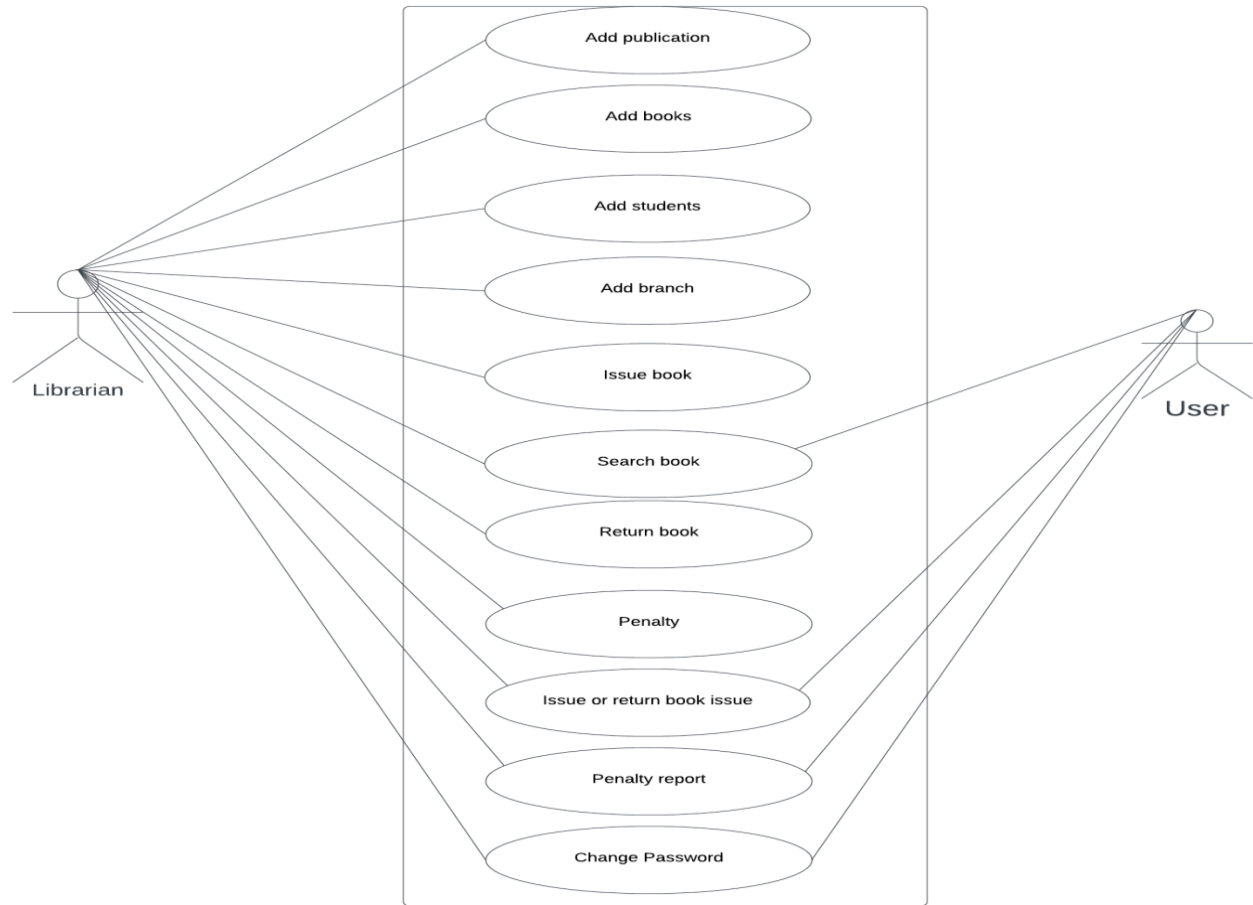 Add publication
Add books
Add students
Add branch
Issue book
Librarian
User
Search book
Return book
Penalty
Issue or return book issue
Penalty report
Change Password